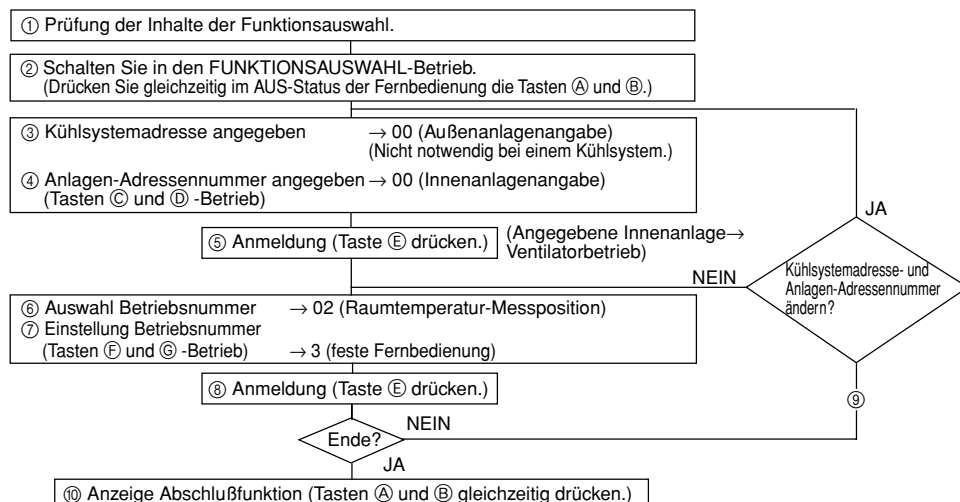 ① Prüfung der Inhalte der Funktionsauswahl.
② Schalten Sie in den FUNKTIONSAUSWAHL-Betrieb.
(Drücken Sie gleichzeitig im AUS-Status der Fernbedienung die Tasten Ⓐ und Ⓑ.)
③ Kühlsystemadresse angegeben → 00 (Außenanlagenangabe)
(Nicht notwendig bei einem Kühlsystem.)
④ Anlagen-Adressennummer angegeben → 00 (Innenanlagenangabe)
(Tasten Ⓒ und Ⓓ -Betrieb)
⑤ Anmeldung (Taste Ⓔ drücken.)
(Angegebene Innenanlage→
Ventilatorbetrieb)
JA
NEIN
Kühlsystemadresse- und
Anlagen-Adressennummer
ändern?
⑥ Auswahl Betriebsnummer → 02 (Raumtemperatur-Messposition)
⑦ Einstellung Betriebsnummer
(Tasten Ⓕ und Ⓖ -Betrieb) → 3 (feste Fernbedienung)
⑧ Anmeldung (Taste Ⓔ drücken.)
⑨
Ende?
NEIN
JA
⑩ Anzeige Abschlußfunktion (Tasten Ⓐ und Ⓑ gleichzeitig drücken.)